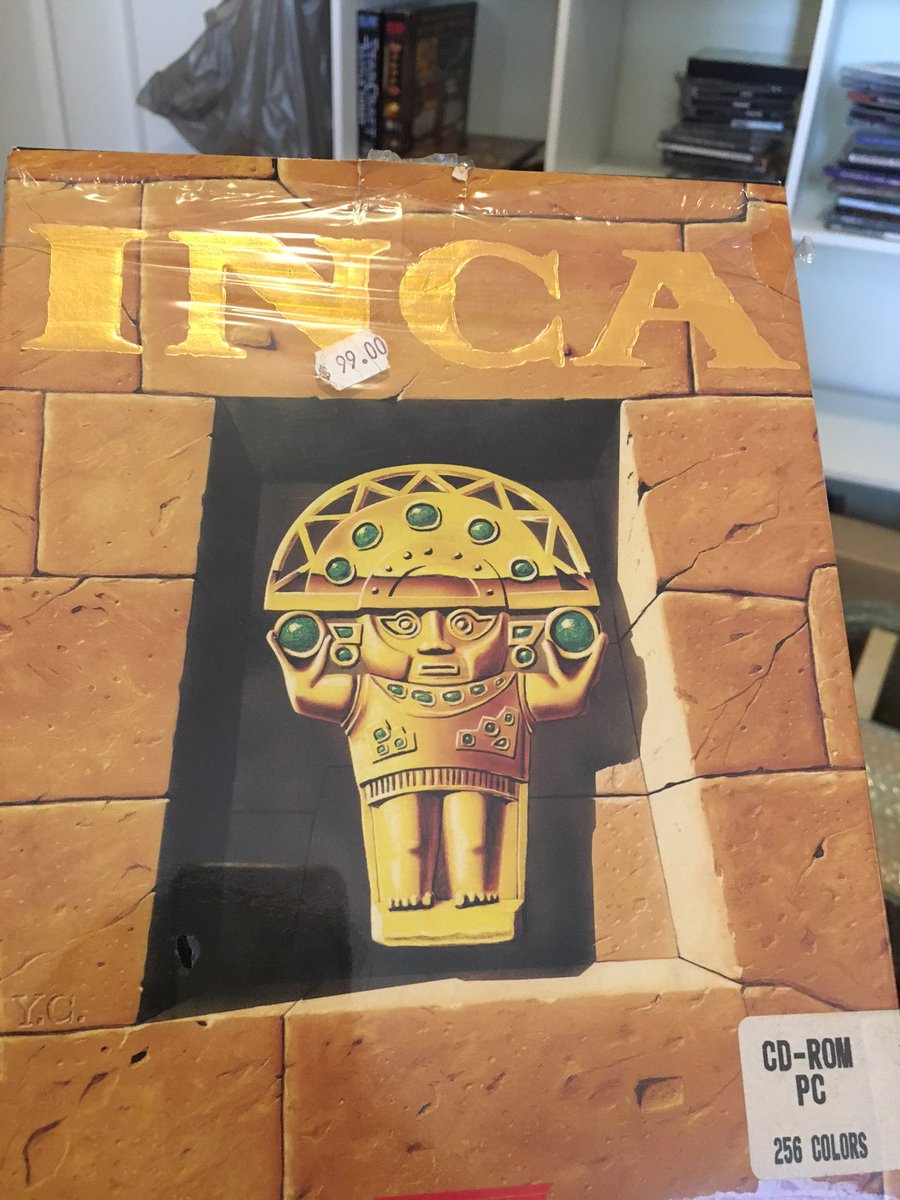 INCA
$ 99.00
Y.C.
CD-ROM
PC
256 COLORS